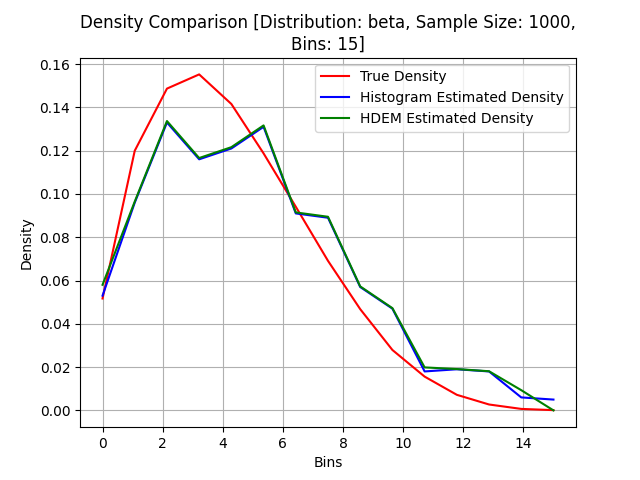 Density Comparison [Distribution: beta, Sample Size: 1000,
Bins: 15]
True Density
Histogram Estimated Density
HDEM Estimated Density
Density
0.16
0.14
0.12
0.10
0.08
0.06
0.04
0.02
0.00
0 2 4 6 8 10 12 14
Bins